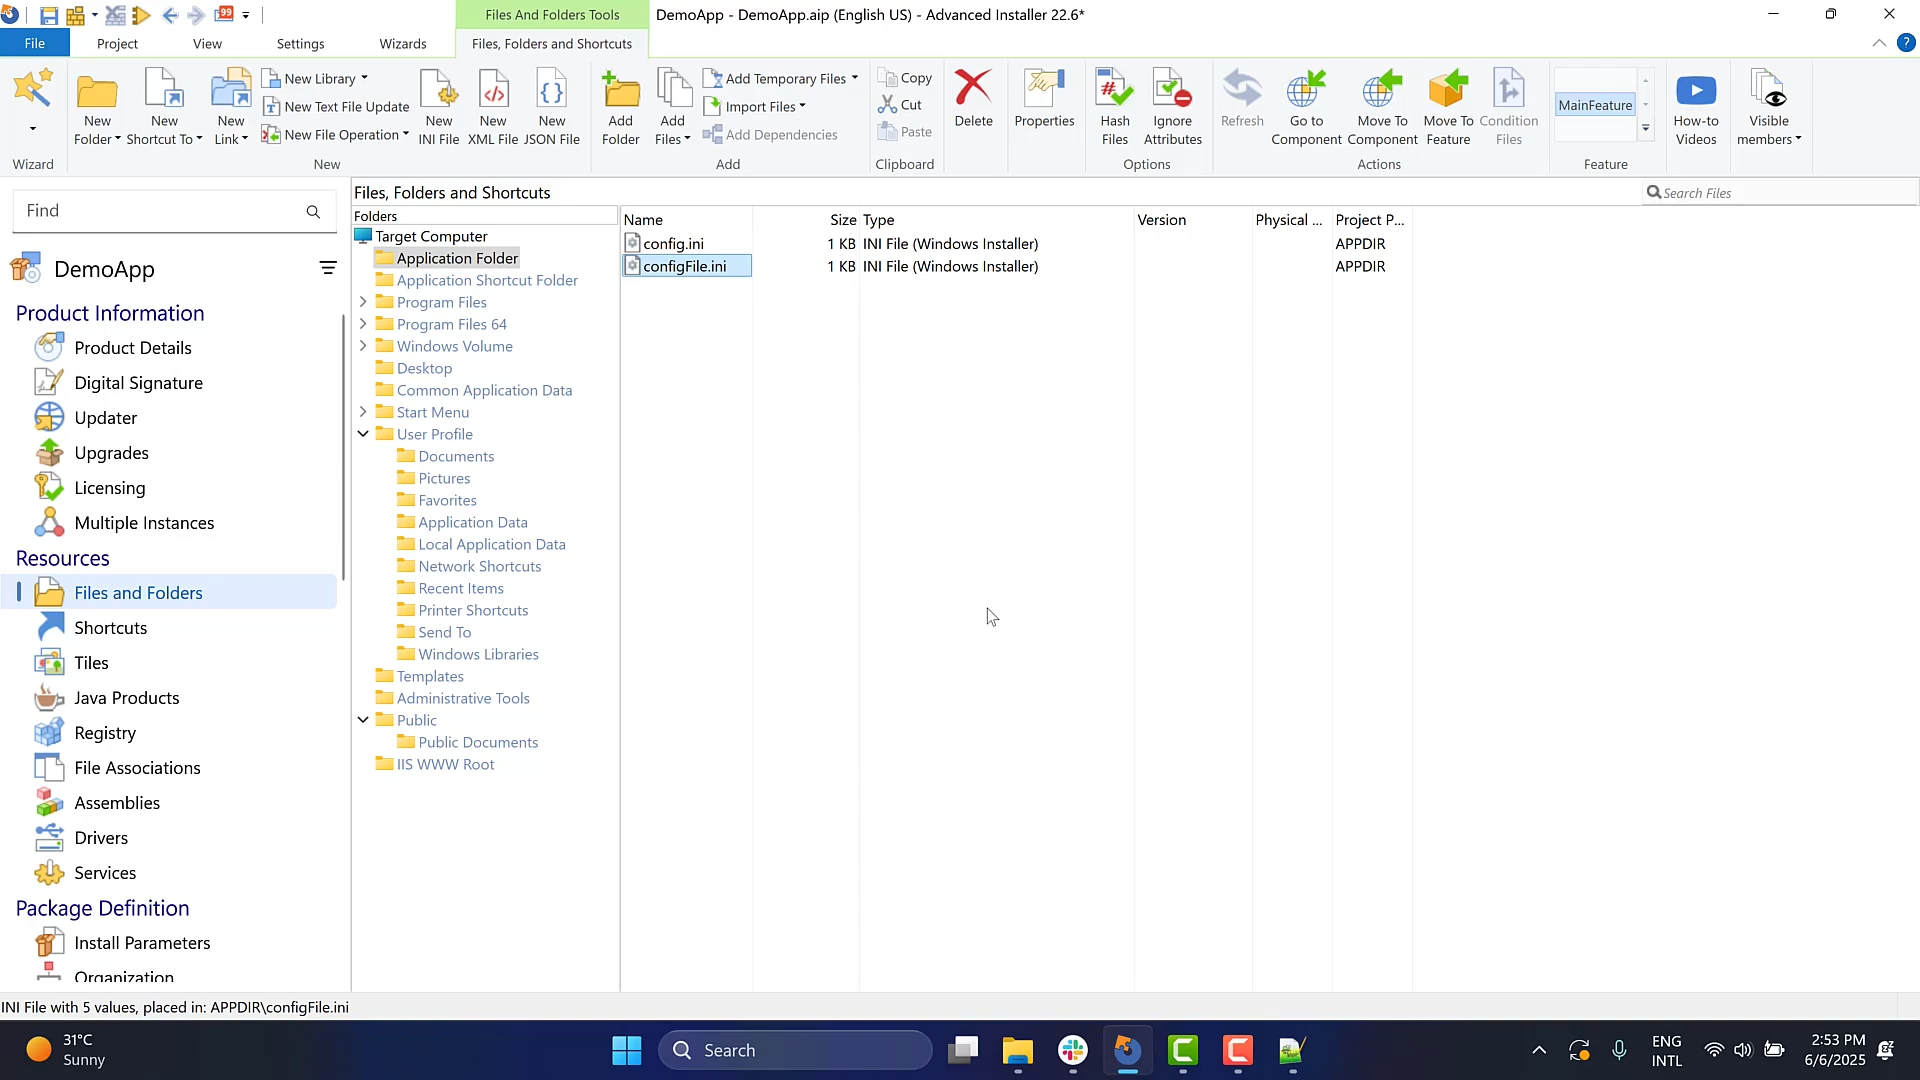 99
Files And Folders Tools
DemoApp - DemoApp.aip (English US) - Advanced Installer 22.6*
File
Project
View
Settings
Wizards
Files, Folders and Shortcuts
?
New Folder
New Shortcut To
New Link
New Library
New Text File Update
New File Operation
New INI File
New XML File
New JSON File
Add Folder
Add Files
Add Temporary Files
Import Files
Add Dependencies
Copy
Cut
Paste
Delete
Properties
Hash Files
Ignore Attributes
Refresh
Go to Component
Move To Component
Move To Feature
Condition Files
MainFeature
How-to Videos
Visible members
Wizard
New
Add
Clipboard
Options
Actions
Feature
Find
DemoApp
Product Information
Product Details
Digital Signature
Updater
Upgrades
Licensing
Multiple Instances
Resources
Files and Folders
Shortcuts
Tiles
Java Products
Registry
File Associations
Assemblies
Drivers
Services
Package Definition
Install Parameters
Organization
Files, Folders and Shortcuts
Search Files
Folders
Target Computer
Application Folder
Application Shortcut Folder
Program Files
Program Files 64
Windows Volume
Desktop
Common Application Data
Start Menu
User Profile
Documents
Pictures
Favorites
Application Data
Local Application Data
Network Shortcuts
Recent Items
Printer Shortcuts
Send To
Windows Libraries
Templates
Administrative Tools
Public
Public Documents
IIS WWW Root
Name Size Type Version Physical ... Project P...
config.ini 1 KB INI File (Windows Installer) APPDIR
configFile.ini 1 KB INI File (Windows Installer) APPDIR
INI File with 5 values, placed in: APPDIR\configFile.ini
31°C
Sunny
Search
ENG
INTL
2:53 PM
6/6/2025